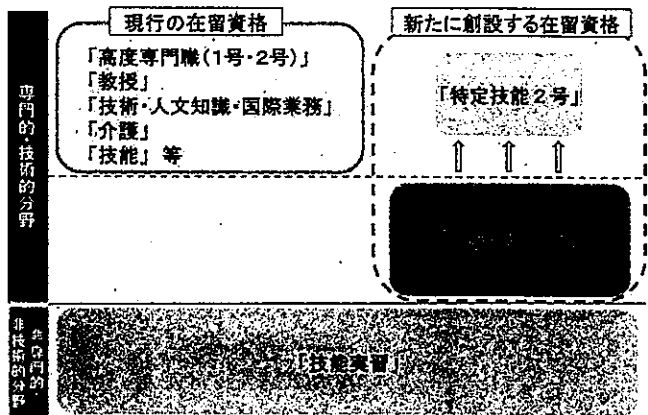 現行の在留資格
新たに創設する在留資格
「高度専門職(1号・2号)」
「教授」
「技術・人文知識・国際業務」
「介護」
「技能」等
「特定技能2号」
専門的・技術的分野
「技能実習」
非専門的・
非技術的分野